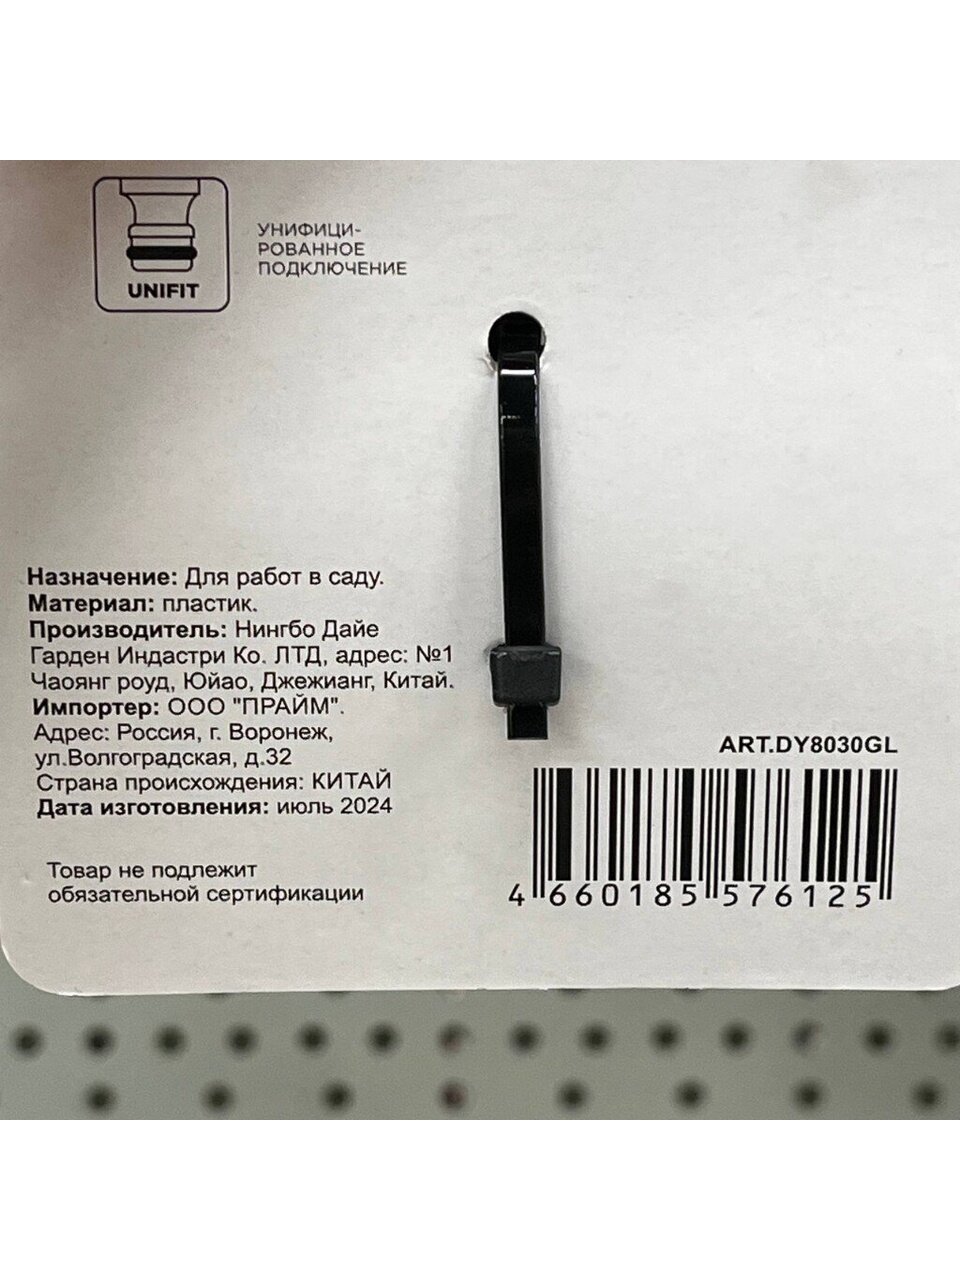 UNIFIT
УНИФИЦИ-
РОВАННОЕ
ПОДКЛЮЧЕНИЕ
Назначение: Для работ в саду.
Материал: пластик.
Производитель: Нингбо Дайе
Гарден Индастри Ко. ЛТД, адрес: №1
Чаоянг роуд, Юйао, Джежианг, Китай.
Импортер: ООО "ПРАЙМ".
Адрес: Россия, г. Воронеж,
ул.Волгоградская, д.32
Страна происхождения: КИТАЙ
Дата изготовления: июль 2024
Товар не подлежит
обязательной сертификации
ART.DY8030GL
4 660185 576125